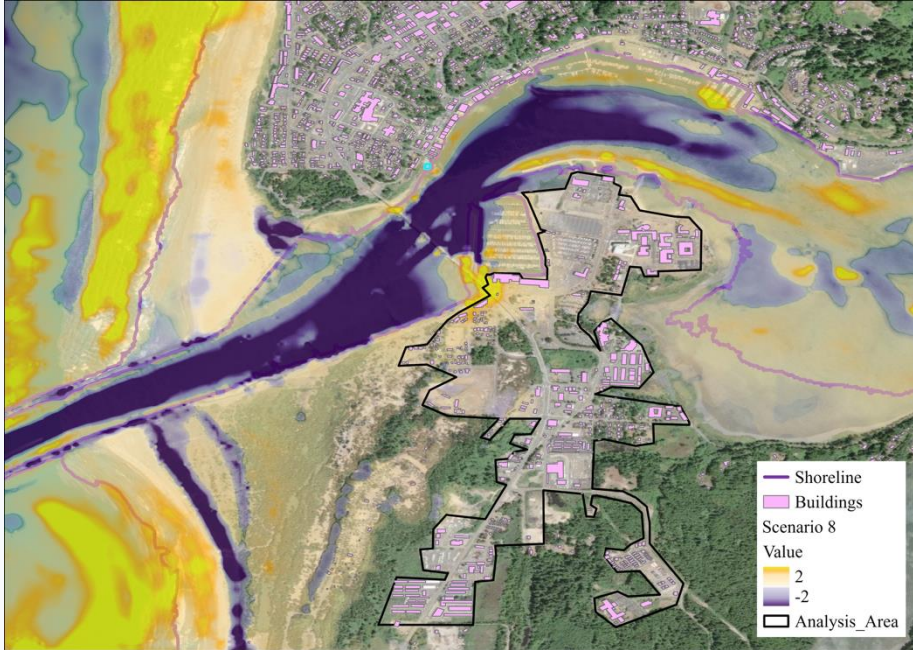 Shoreline
Buildings
Scenario 8
Value
2
-2
Analysis_Area